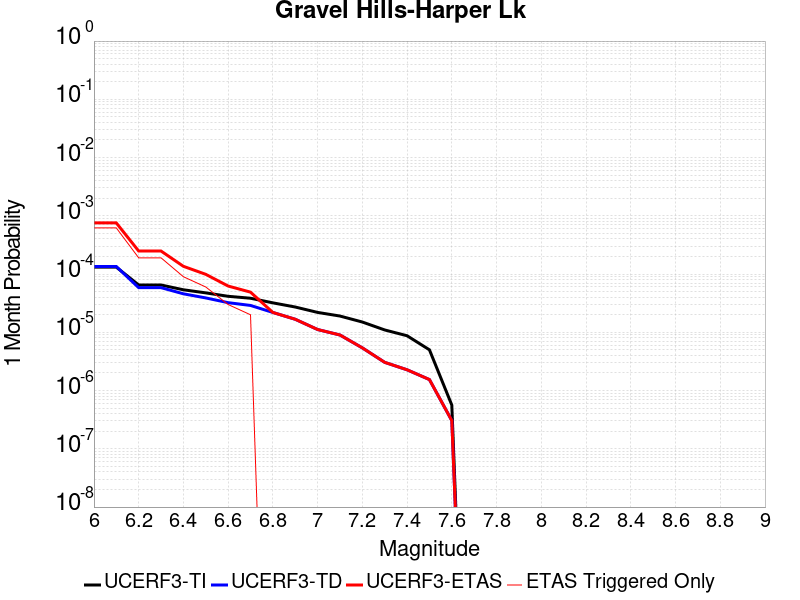 Gravel Hills-Harper Lk
10^0
10^-1
10^-2
10^-3
10^-4
10^-5
10^-6
10^-7
10^-8
1 Month Probability
6 6.2 6.4 6.6 6.8 7 7.2 7.4 7.6 7.8 8 8.2 8.4 8.6 8.8 9
Magnitude
UCERF3-TI UCERF3-TD UCERF3-ETAS ETAS Triggered Only